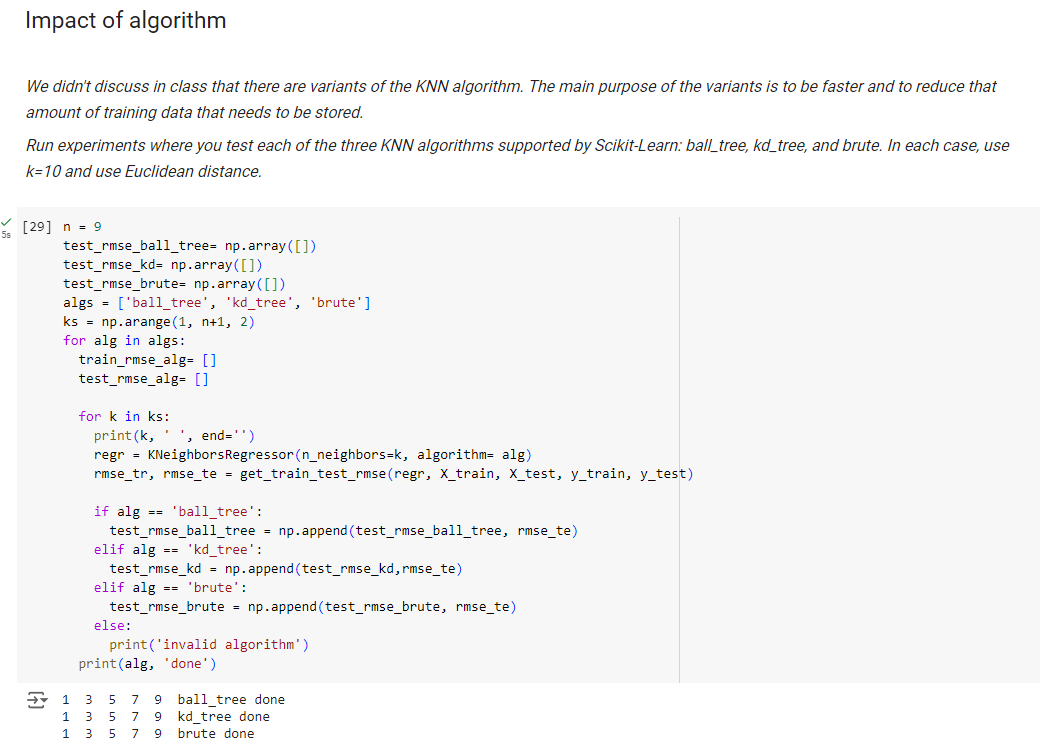 Impact of algorithm
We didn't discuss in class that there are variants of the KNN algorithm. The main purpose of the variants is to be faster and to reduce that
amount of training data that needs to be stored.
Run experiments where you test each of the three KNN algorithms supported by Scikit-Learn: ball_tree, kd_tree, and brute. In each case, use
k=10 and use Euclidean distance.
[29] n = 9
5s
test_rmse_ball_tree= np.array([])
test_rmse_kd= np.array([])
test_rmse_brute= np.array([])
algs = ['ball_tree', 'kd_tree', 'brute']
ks = np.arange(1, n+1, 2)
for alg in algs:
  train_rmse_alg= []
  test_rmse_alg= []
  for k in ks:
    print(k, ' ', end='')
    regr = KNeighborsRegressor(n_neighbors=k, algorithm= alg)
    rmse_tr, rmse_te = get_train_test_rmse(regr, X_train, X_test, y_train, y_test)
    if alg == 'ball_tree':
      test_rmse_ball_tree = np.append(test_rmse_ball_tree, rmse_te)
    elif alg == 'kd_tree':
      test_rmse_kd = np.append(test_rmse_kd,rmse_te)
    elif alg == 'brute':
      test_rmse_brute = np.append(test_rmse_brute, rmse_te)
    else:
      print('invalid algorithm')
  print(alg, 'done')
1  3  5  7  9  ball_tree done
1  3  5  7  9  kd_tree done
1  3  5  7  9  brute done